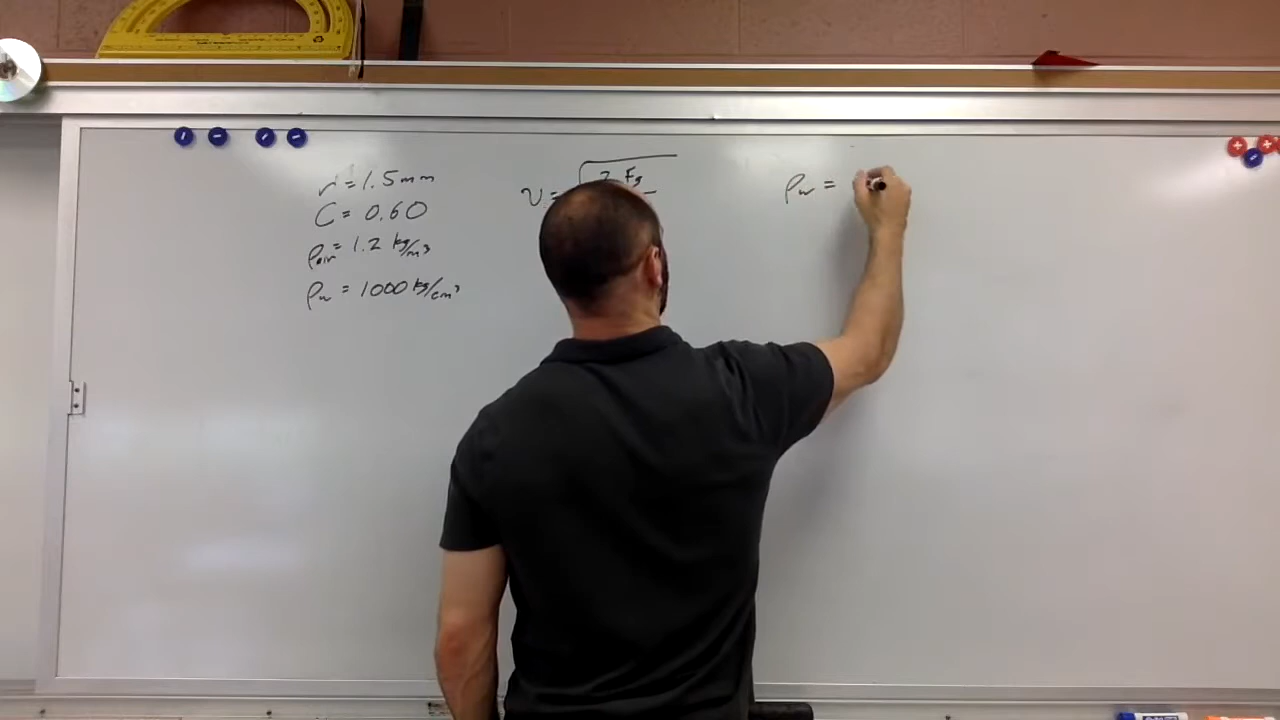 r = 1.5 mm
C = 0.60
ρair = 1.2 kg/m³
ρw = 1000 kg/cm³
v = √ 2 Fg
ρw =